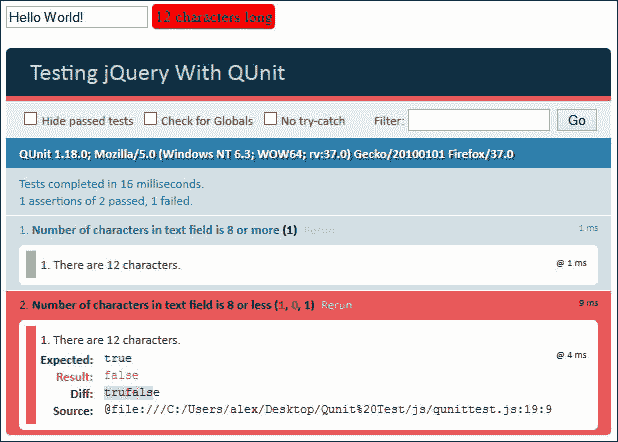 Hello World! 12 characters long
Testing jQuery With QUnit
Hide passed tests Check for Globals No try-catch Filter: Go
QUnit 1.18.0; Mozilla/5.0 (Windows NT 6.3; WOW64; rv:37.0) Gecko/20100101 Firefox/37.0
Tests completed in 16 milliseconds.
1 assertions of 2 passed, 1 failed.
1. Number of characters in text field is 8 or more (1) Rerun 1 ms
1. There are 12 characters. @ 1 ms
2. Number of characters in text field is 8 or less (1, 0, 1) Rerun 9 ms
1. There are 12 characters.
Expected: true @ 4 ms
Result: false
Diff: trufalse
Source: @file:///C:/Users/alex/Desktop/Qunit%20Test/js/qunittest.js:19:9